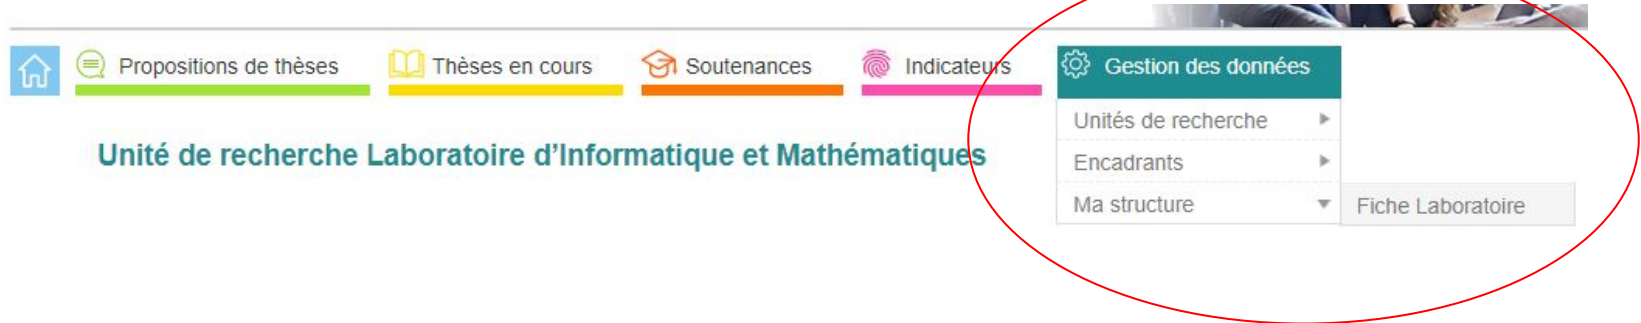 Propositions de thèses
Thèses en cours
Soutenances
Indicateurs
Gestion des données
Unités de recherche
Encadrants
Ma structure
Fiche Laboratoire
Unité de recherche Laboratoire d’Informatique et Mathématiques